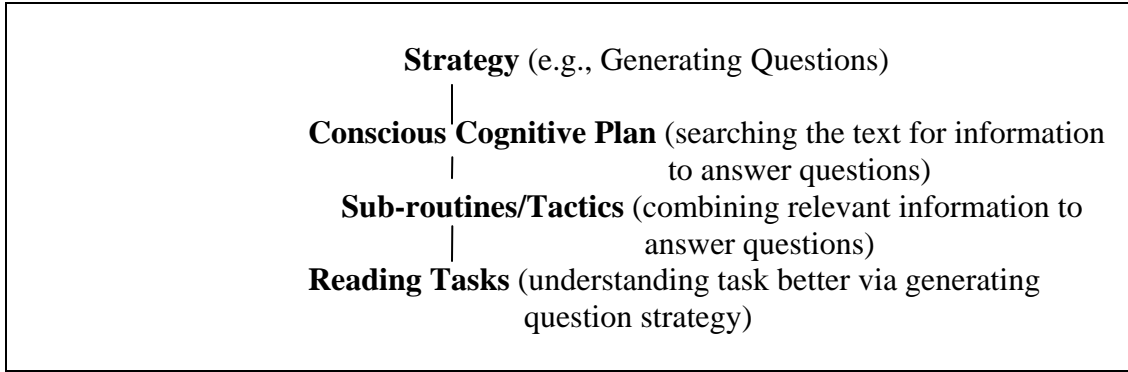 Strategy (e.g., Generating Questions)
Conscious Cognitive Plan (searching the text for information
to answer questions)
Sub-routines/Tactics (combining relevant information to
answer questions)
Reading Tasks (understanding task better via generating
question strategy)